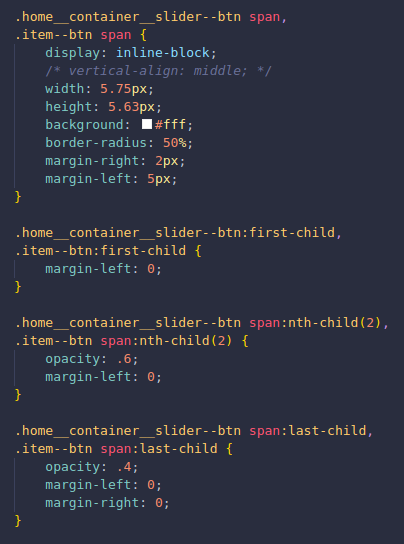 .home__container__slider--btn span,
.item--btn span {
    display: inline-block;
    /* vertical-align: middle; */
    width: 5.75px;
    height: 5.63px;
    background: #fff;
    border-radius: 50%;
    margin-right: 2px;
    margin-left: 5px;
}

.home__container__slider--btn:first-child,
.item--btn:first-child {
    margin-left: 0;
}

.home__container__slider--btn span:nth-child(2),
.item--btn span:nth-child(2) {
    opacity: .6;
    margin-left: 0;
}

.home__container__slider--btn span:last-child,
.item--btn span:last-child {
    opacity: .4;
    margin-left: 0;
    margin-right: 0;
}